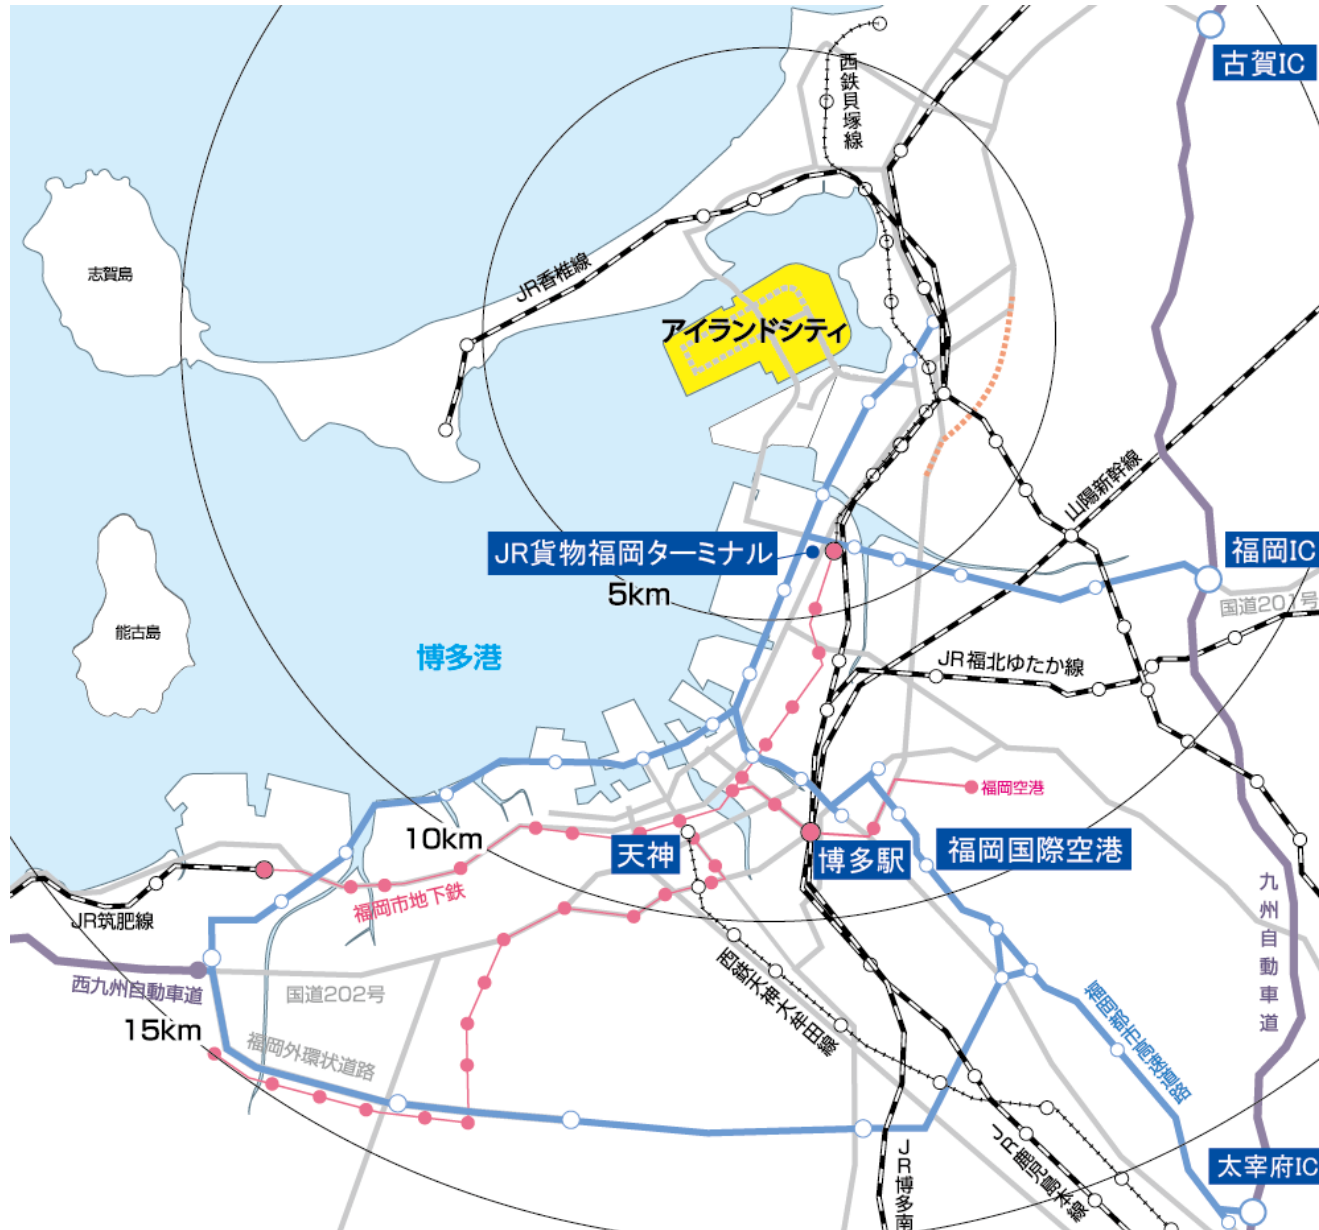 古賀IC
西鉄貝塚線
志賀島
JR香椎線
アイランドシティ
山陽新幹線
JR貨物福岡ターミナル
福岡IC
5km
国道201号
能古島
博多港
JR福北ゆたか線
福岡空港
10km
天神
博多駅
福岡国際空港
九州自動車道
福岡市地下鉄
JR筑肥線
西九州自動車道
国道202号
西鉄天神大牟田線
15km
福岡外環状道路
福岡都市高速道路
JR博多南
JR鹿児島本線
太宰府IC